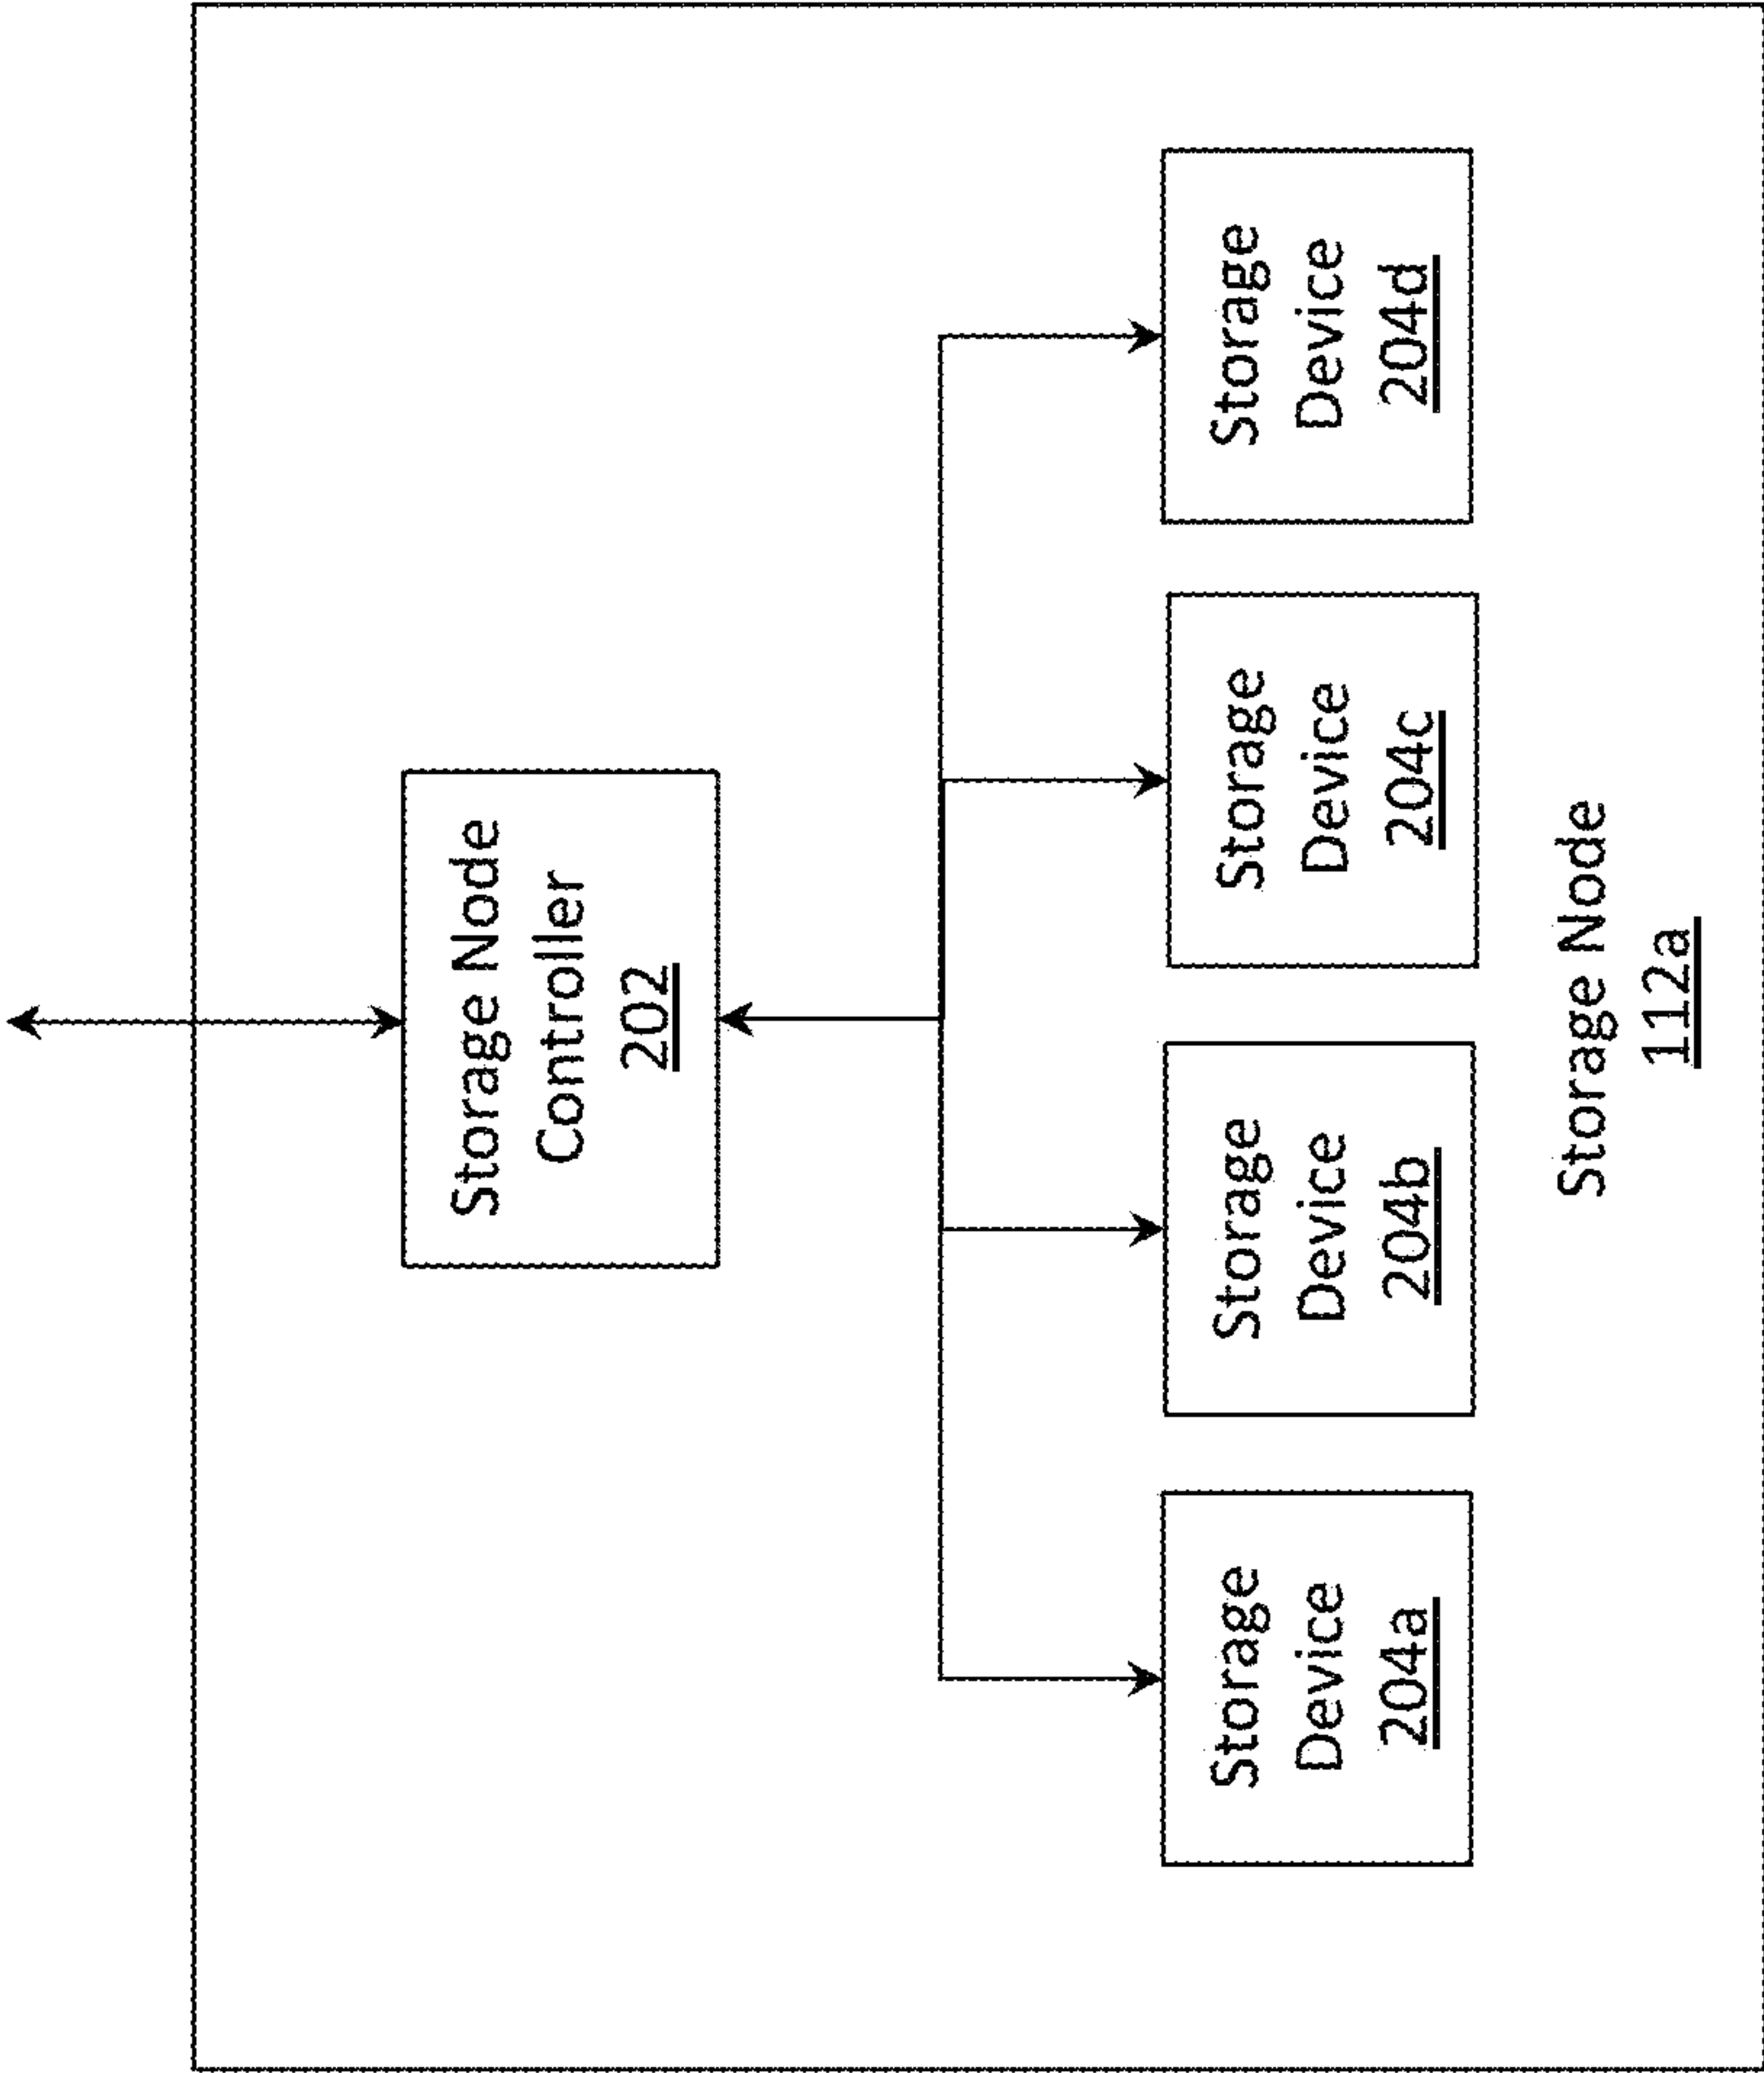 Storage Node
Controller
202
Storage
Device
204a
Storage
Device
204b
Storage
Device
204c
Storage
Device
204d
Storage Node
112a